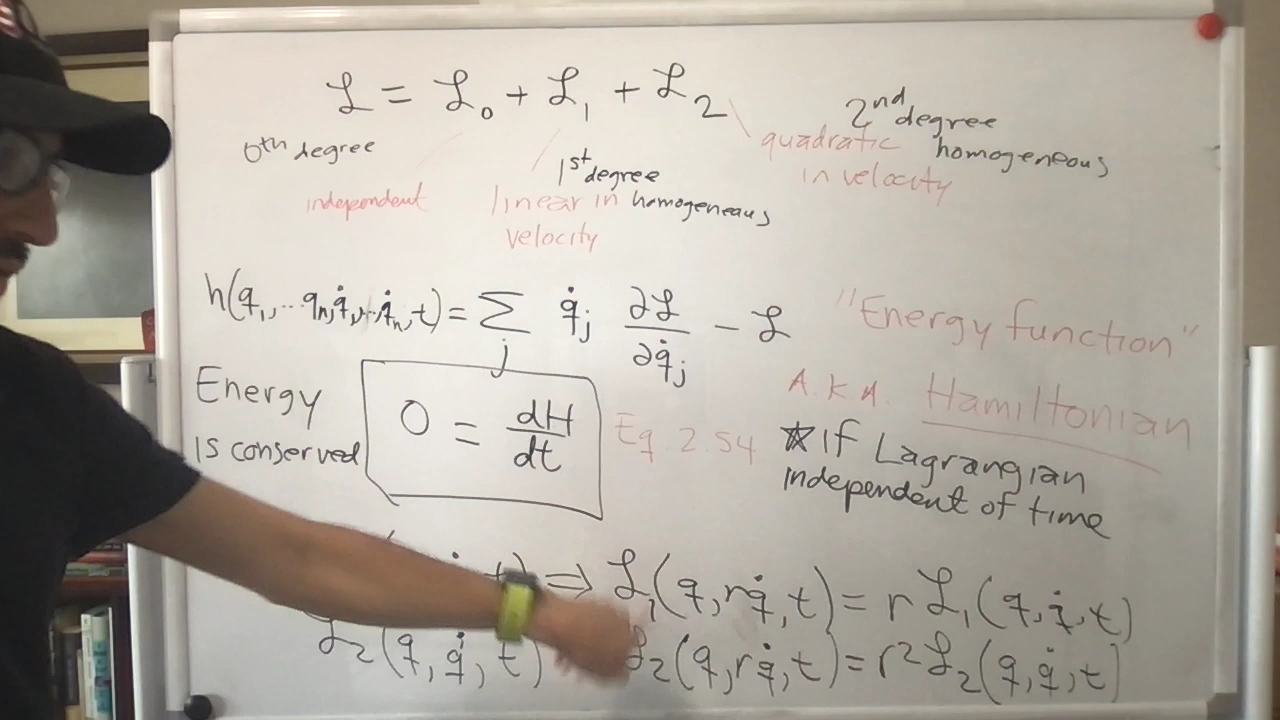 ℒ = ℒ₀ + ℒ₁ + ℒ₂
0th degree
independent
1st degree
linear in homogeneous
velocity
2nd degree
quadratic homogeneous
in velocity
h(q₁,...qₙ,q̇₁,..,q̇ₙ,t) = ∑ⱼ q̇ⱼ ∂ℒ/∂q̇ⱼ - ℒ
"Energy function"
A.K.A. Hamiltonian
Energy
is conserved
0 = dH/dt
Eq. 2.54
☆ If Lagrangian
independent of time
t) ⇒ ℒ₁(q, rq̇, t) = rℒ₁(q, q̇, t)
ℒ₂(q, q̇, t) ℒ₂(q, rq̇, t) = r²ℒ₂(q, q̇, t)